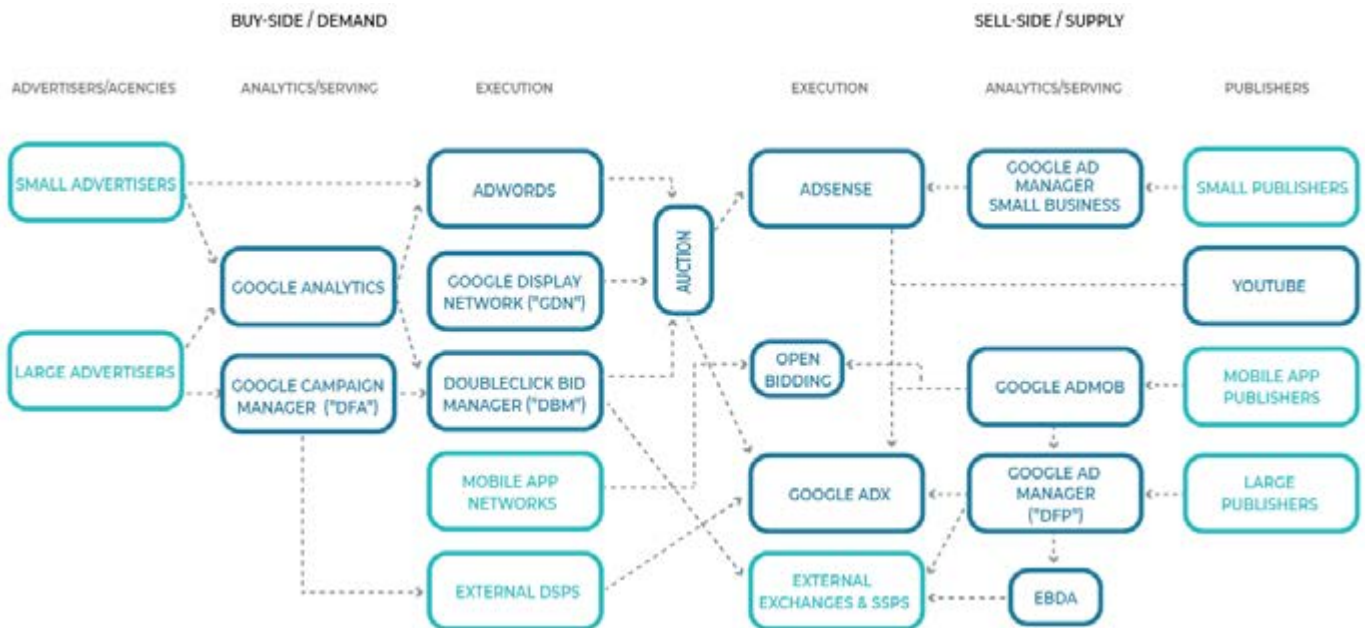 BUY-SIDE / DEMAND
SELL-SIDE / SUPPLY
ADVERTISERS/AGENCIES
ANALYTICS/SERVING
EXECUTION
EXECUTION
ANALYTICS/SERVING
PUBLISHERS
SMALL ADVERTISERS
LARGE ADVERTISERS
GOOGLE ANALYTICS
GOOGLE CAMPAIGN
MANAGER ("DFA")
ADWORDS
GOOGLE DISPLAY
NETWORK ("GDN")
DOUBLECLICK BID
MANAGER ("DBM")
MOBILE APP
NETWORKS
EXTERNAL DSPS
AUCTION
ADSENSE
OPEN
BIDDING
GOOGLE ADX
EXTERNAL
EXCHANGES & SSPS
GOOGLE AD
MANAGER
SMALL BUSINESS
GOOGLE ADMOB
GOOGLE AD
MANAGER
("DFP")
EBDA
SMALL PUBLISHERS
YOUTUBE
MOBILE APP
PUBLISHERS
LARGE
PUBLISHERS